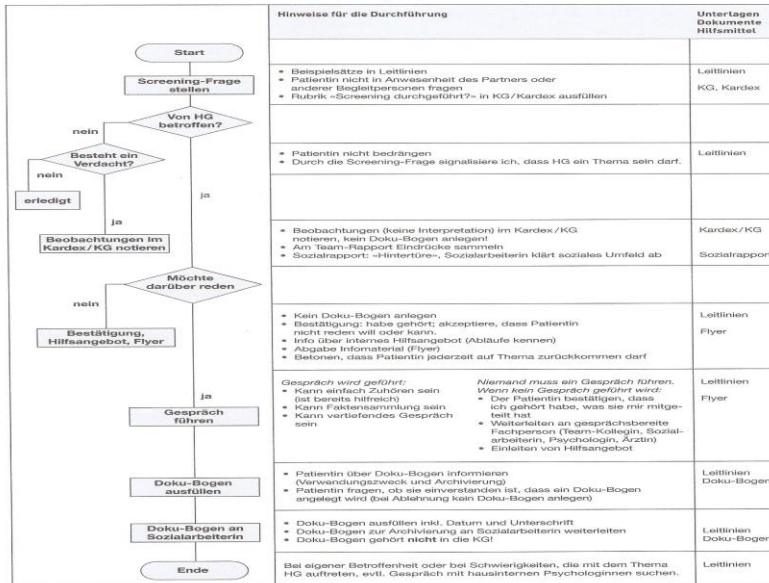 Hinweise für die Durchführung
Unterlagen
Dokumente
Hilfsmittel
Start
Screening-Frage
stellen
• Beispielsätze in Leitlinien
• Patientin nicht in Anwesenheit des Partners oder
anderer Begleitpersonen fragen
• Rubrik «Screening durchgeführt?» in KG/Kardex ausfüllen
Leitlinien
KG, Kardex
Von HG
betroffen?
nein
ja
Besteht ein
Verdacht?
nein
ja
• Patientin nicht bedrängen
• Durch die Screening-Frage signalisiere ich, dass HG ein Thema sein darf.
Leitlinien
erledigt
Beobachtungen im
Kardex/KG notieren
• Beobachtungen (keine Interpretation) im Kardex/KG
notieren, kein Doku-Bogen anlegen!
• Am Team-Rapport Eindrücke sammeln
• Sozialrapport: «Hintertüre», Sozialarbeiterin klärt soziales Umfeld ab
Kardex/KG
Sozialrapport
Möchte
darüber reden
nein
ja
Bestätigung,
Hilfsangebot, Flyer
• Kein Doku-Bogen anlegen
• Bestätigung: habe gehört; akzeptiere, dass Patientin
nicht reden will oder kann.
• Info über internes Hilfsangebot (Abläufe kennen)
• Abgabe Infomaterial (Flyer)
• Betonen, dass Patientin jederzeit auf Thema zurückkommen darf
Leitlinien
Flyer
Gespräch
führen
Gespräch wird geführt:
• Kann einfach Zuhören sein
(ist bereits hilfreich)
• Kann Faktensammlung sein
• Kann vertiefendes Gespräch
sein
Niemand muss ein Gespräch führen.
Wenn kein Gespräch geführt wird:
• Der Patientin bestätigen, dass
ich gehört habe, was sie mir mitge-
teilt hat
• Weiterleiten an gesprächsbereite
Fachperson (Team-Kollegin, Sozial-
arbeiterin, Psychologin, Ärztin)
• Einleiten von Hilfsangebot
Leitlinien
Flyer
Doku-Bogen
ausfüllen
• Patientin über Doku-Bogen informieren
(Verwendungszweck und Archivierung)
• Patientin fragen, ob sie einverstanden ist, dass ein Doku-Bogen
angelegt wird (bei Ablehnung kein Doku-Bogen anlegen)
Leitlinien
Doku-Bogen
Doku-Bogen an
Sozialarbeiterin
• Doku-Bogen ausfüllen inkl. Datum und Unterschrift
• Doku-Bogen zur Archivierung an Sozialarbeiterin weiterleiten
• Doku-Bogen gehört nicht in die KG!
Leitlinien
Doku-Bogen
Ende
Bei eigener Betroffenheit oder bei Schwierigkeiten, die mit dem Thema
HG auftreten, evtl. Gespräch mit hausinternen Psychologinnen suchen.
Leitlinien